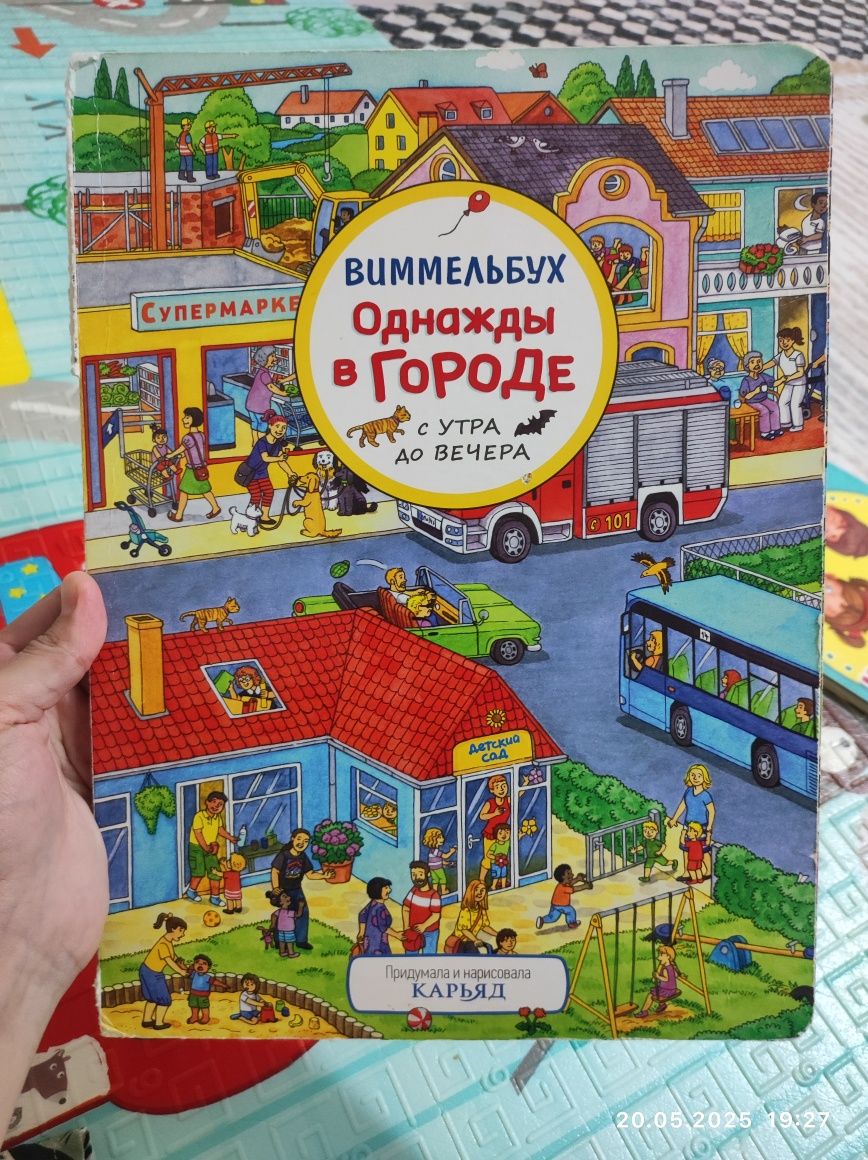 ВИММЕЛЬБУХ
Однажды
в ГОРОДЕ
с УТРА
до ВЕЧЕРА
СУПЕРМАРКЕ
101
детский
сад
Придумала и нарисовала
КАРЬЯД
20.05.2025 19:27